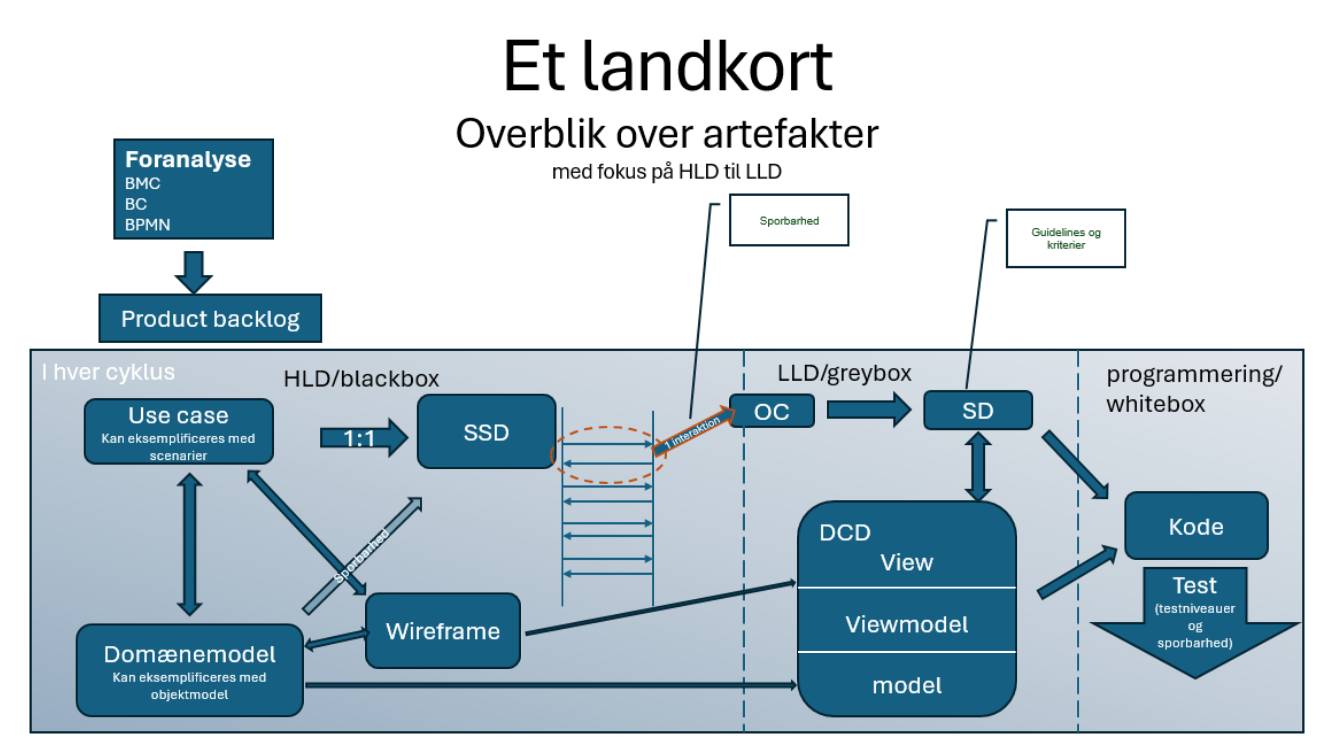 Et landkort
Overblik over artefakter
med fokus på HLD til LLD
Foranalyse
BMC
BC
BPMN
Product backlog
Sporbarhed
Guidelines og
kriterier
I hver cyklus
HLD/blackbox
LLD/greybox
programmering/
whitebox
Use case
Kan eksemplificeres med
scenarier
1:1
SSD
1 interaktion
OC
SD
Sporbarhed
Wireframe
Domænemodel
Kan eksemplificeres med
objektmodel
DCD
View
Viewmodel
model
Kode
Test
(testniveauer
og
sporbarhed)